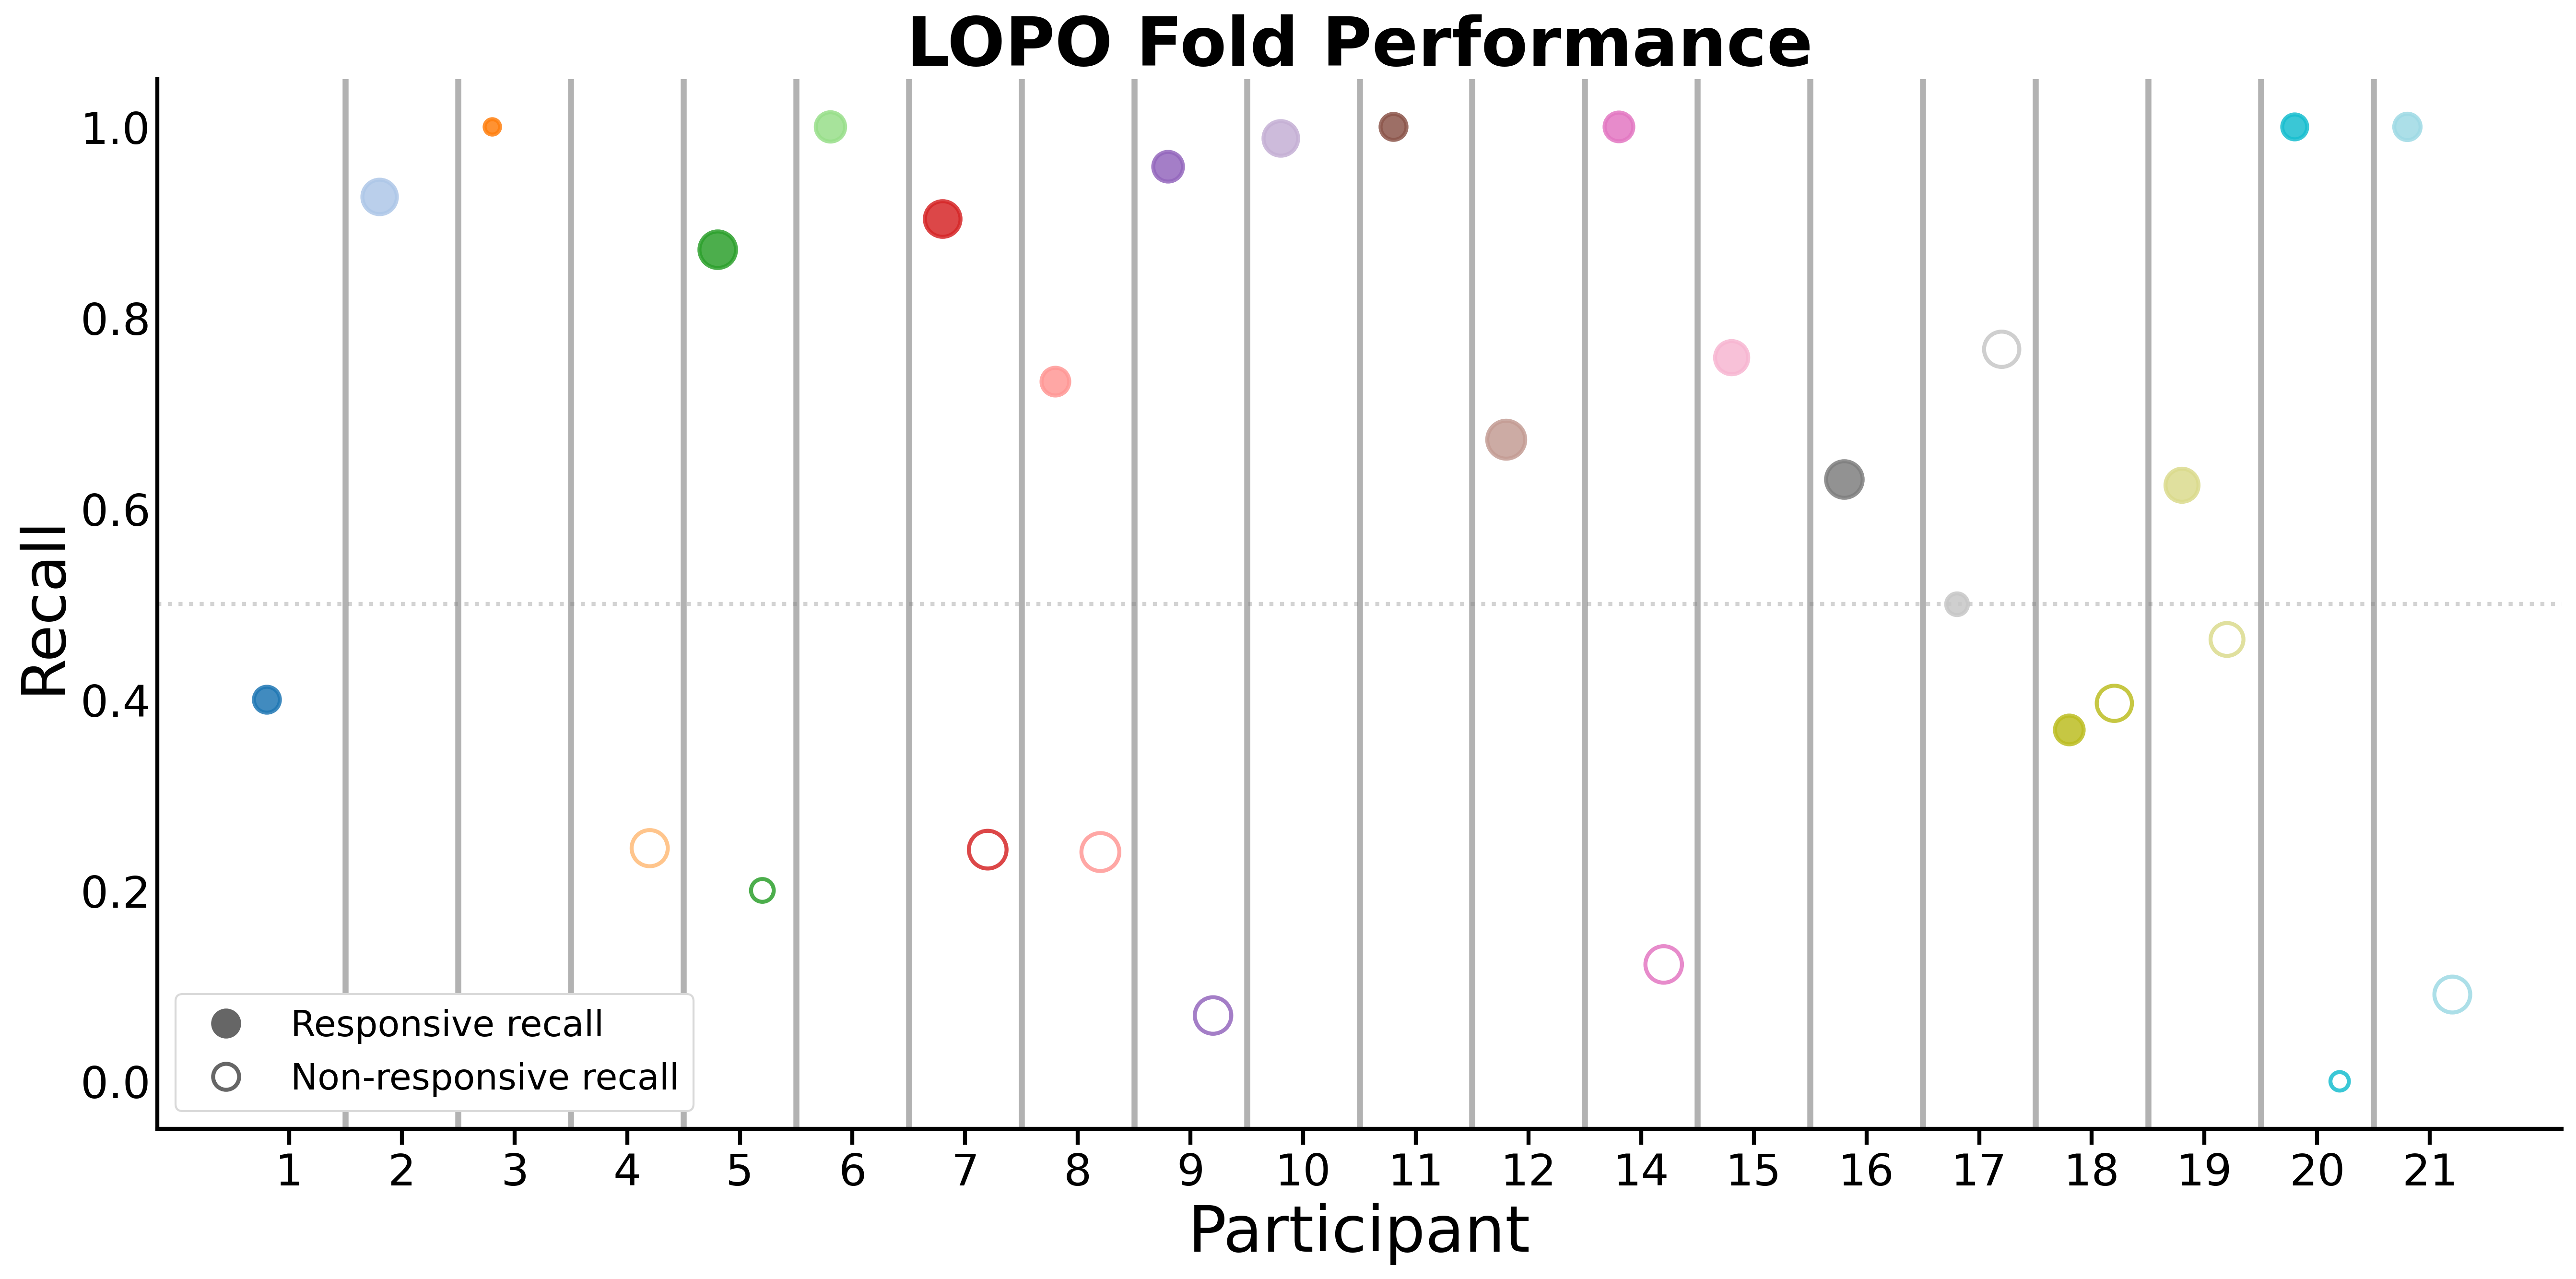 LOPO Fold Performance
Recall
1.0
0.8
0.6
0.4
0.2
0.0
Responsive recall
Non-responsive recall
1 2 3 4 5 6 7 8 9 10 11 12 14 15 16 17 18 19 20 21
Participant